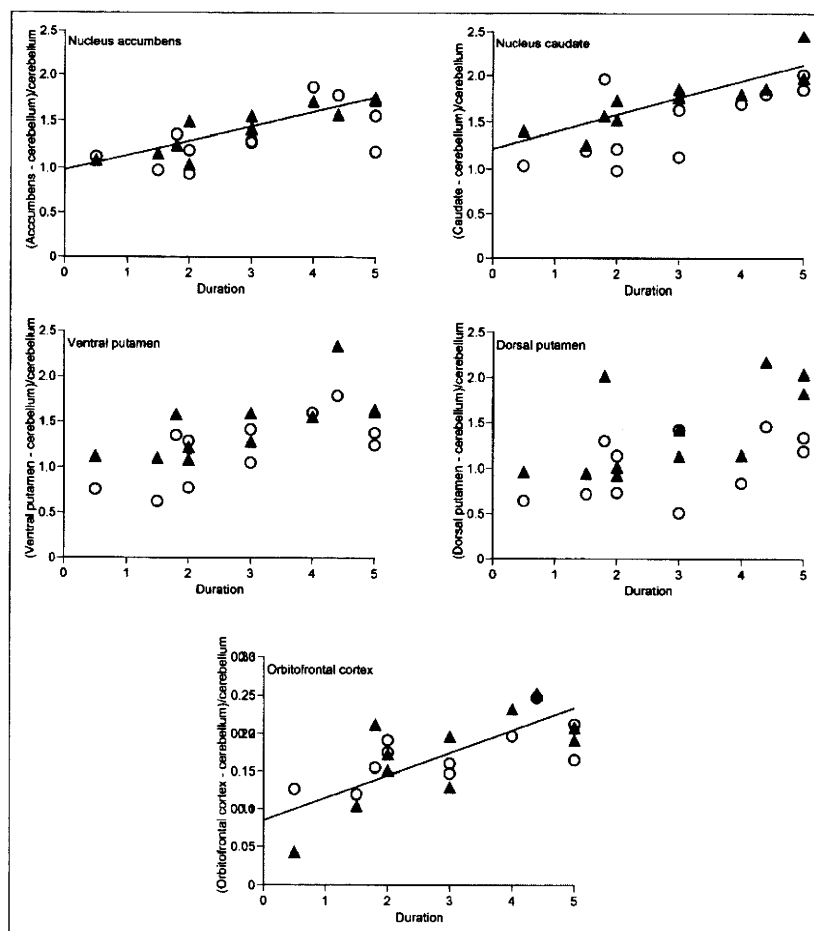 Nucleus accumbens
(Acccumbens - cerebellum)/cerebellum
2.5
2.0
1.5
1.0
0.5
0
0 1 2 3 4 5
Duration
Nucleus caudate
(Caudate - cerebellum)/cerebellum
2.5
2.0
1.5
1.0
0.5
0
0 1 2 3 4 5
Duration
Ventral putamen
(Ventral putamen - cerebellum)/cerebellum
2.5
2.0
1.5
1.0
0.5
0
0 1 2 3 4 5
Duration
Dorsal putamen
(Dorsal putamen - cerebellum)/cerebellum
2.5
2.0
1.5
1.0
0.5
0
0 1 2 3 4 5
Duration
Orbitofrontal cortex
(Orbitofrontal cortex - cerebellum)/cerebellum
0.25
0.15
0.05
0
0 1 2 3 4 5
Duration